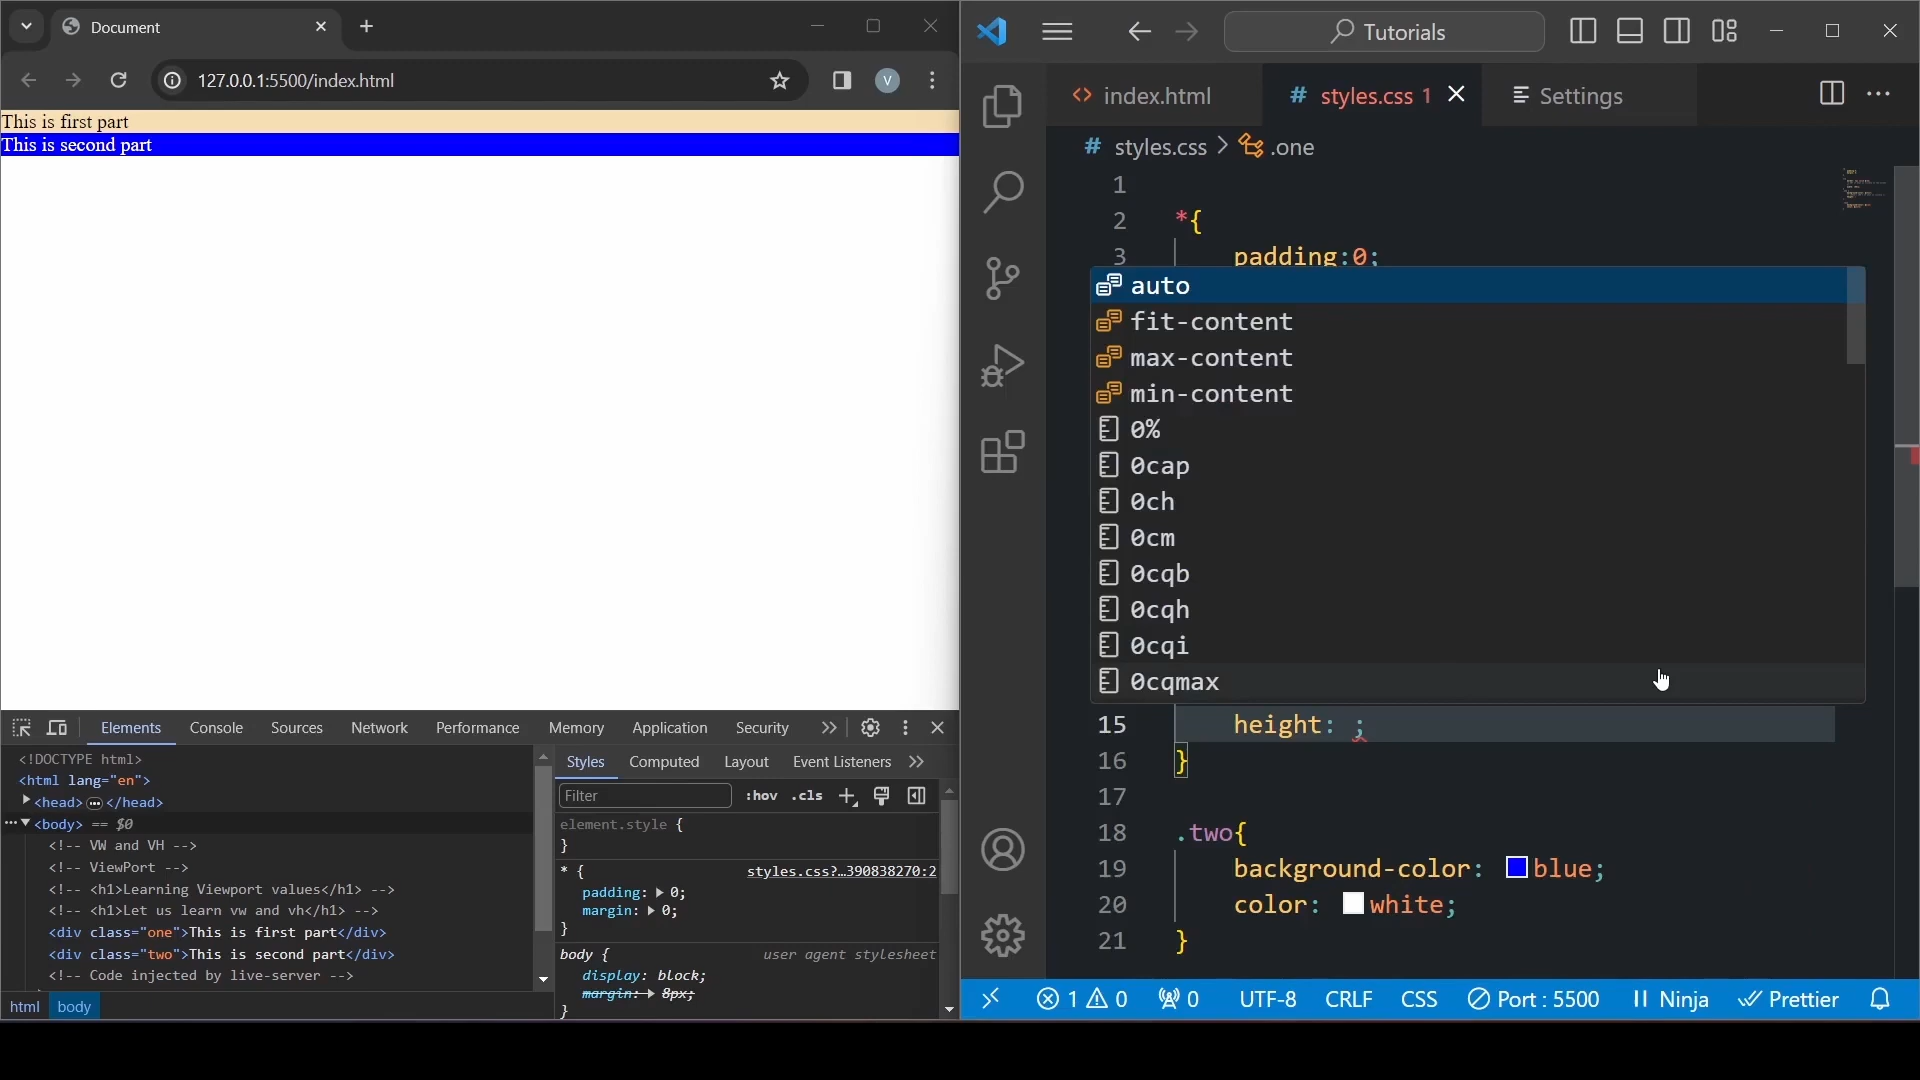 Document
127.0.0.1:5500/index.html
V
This is first part
This is second part
Elements Console Sources Network Performance Memory Application Security
<!DOCTYPE html>
<html lang="en">
<head> ••• </head>
••• <body> == $0
<!-- VW and VH -->
<!-- ViewPort -->
<!-- <h1>Learning Viewport values</h1> -->
<!-- <h1>Let us learn vw and vh</h1> -->
<div class="one">This is first part</div>
<div class="two">This is second part</div>
<!-- Code injected by live-server -->
html body
Styles Computed Layout Event Listeners
Filter :hov .cls
element.style {
}
* { styles.css?…390838270:2
padding: 0;
margin: 0;
}
body { user agent stylesheet
display: block;
margin: 8px;
}
Tutorials
index.html # styles.css 1 Settings
# styles.css > .one
1
2 *{
3 padding:0;
auto
fit-content
max-content
min-content
0%
0cap
0ch
0cm
0cqb
0cqh
0cqi
0cqmax
15 height: ;
16 }
17
18 .two{
19 background-color: blue;
20 color: white;
21 }
1 0 0 UTF-8 CRLF CSS Port : 5500 Ninja Prettier